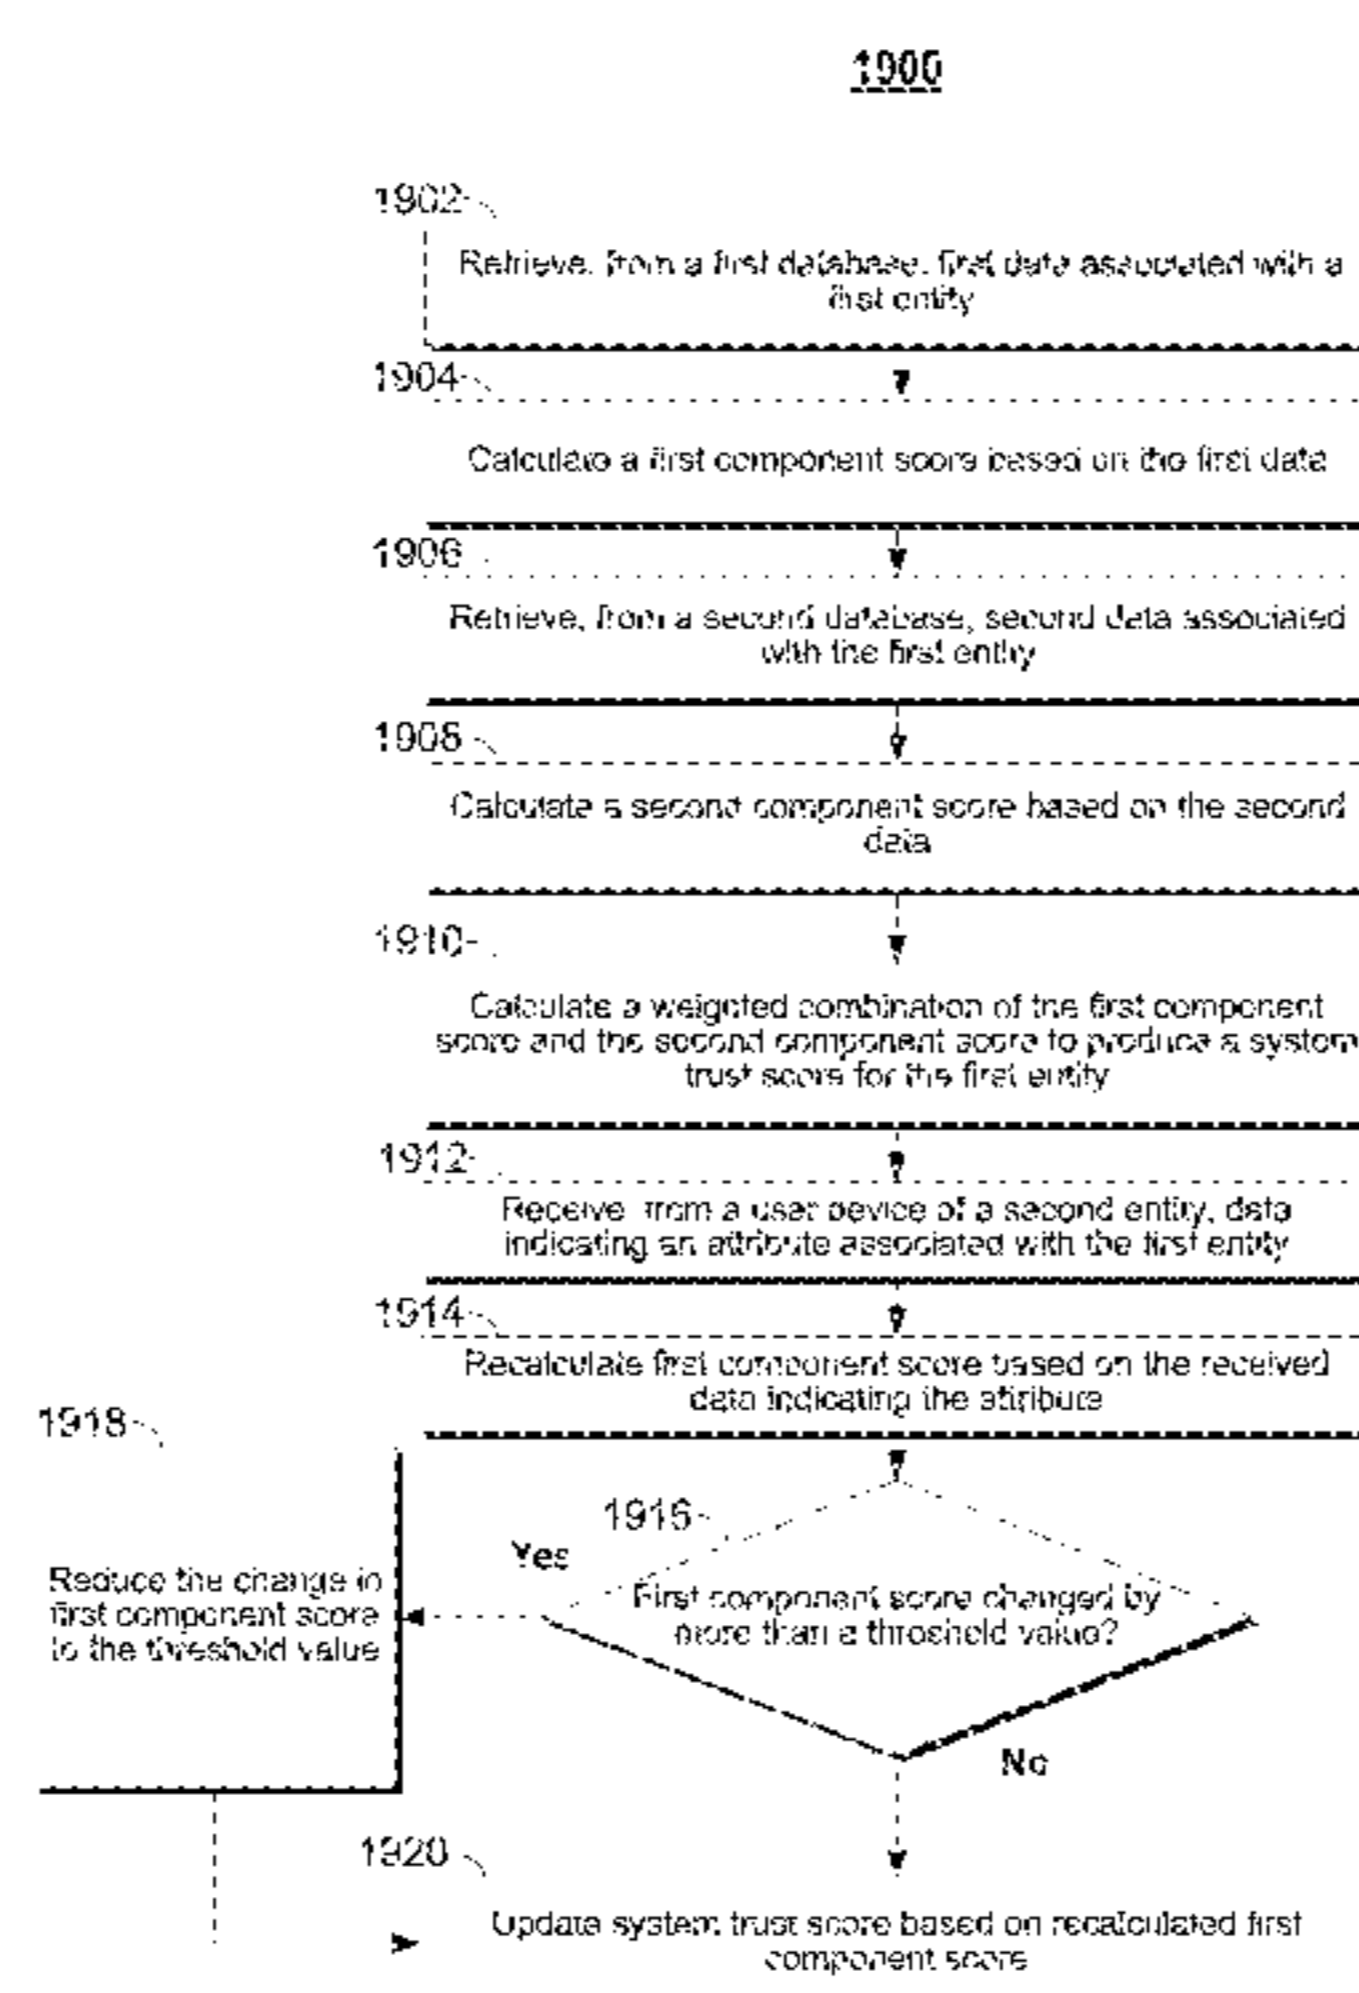 1900
1902
Retrieve, from a first database, first data associated with a
first entity
1904
Calculate a first component score based on the first data
1906
Retrieve, from a second database, second data associated
with the first entity
1908
Calculate a second component score based on the second
data
1910
Calculate a weighted combination of the first component
score and the second component score to produce a system
trust score for the first entity
1912
Receive from a user device of a second entity, data
indicating an attribute associated with the first entity
1914
Recalculate first component score based on the received
data indicating the attribute
1916
Yes
First component score changed by
more than a threshold value?
No
1918
Reduce the change in
first component score
to the threshold value
1920
Update system trust score based on recalculated first
component score